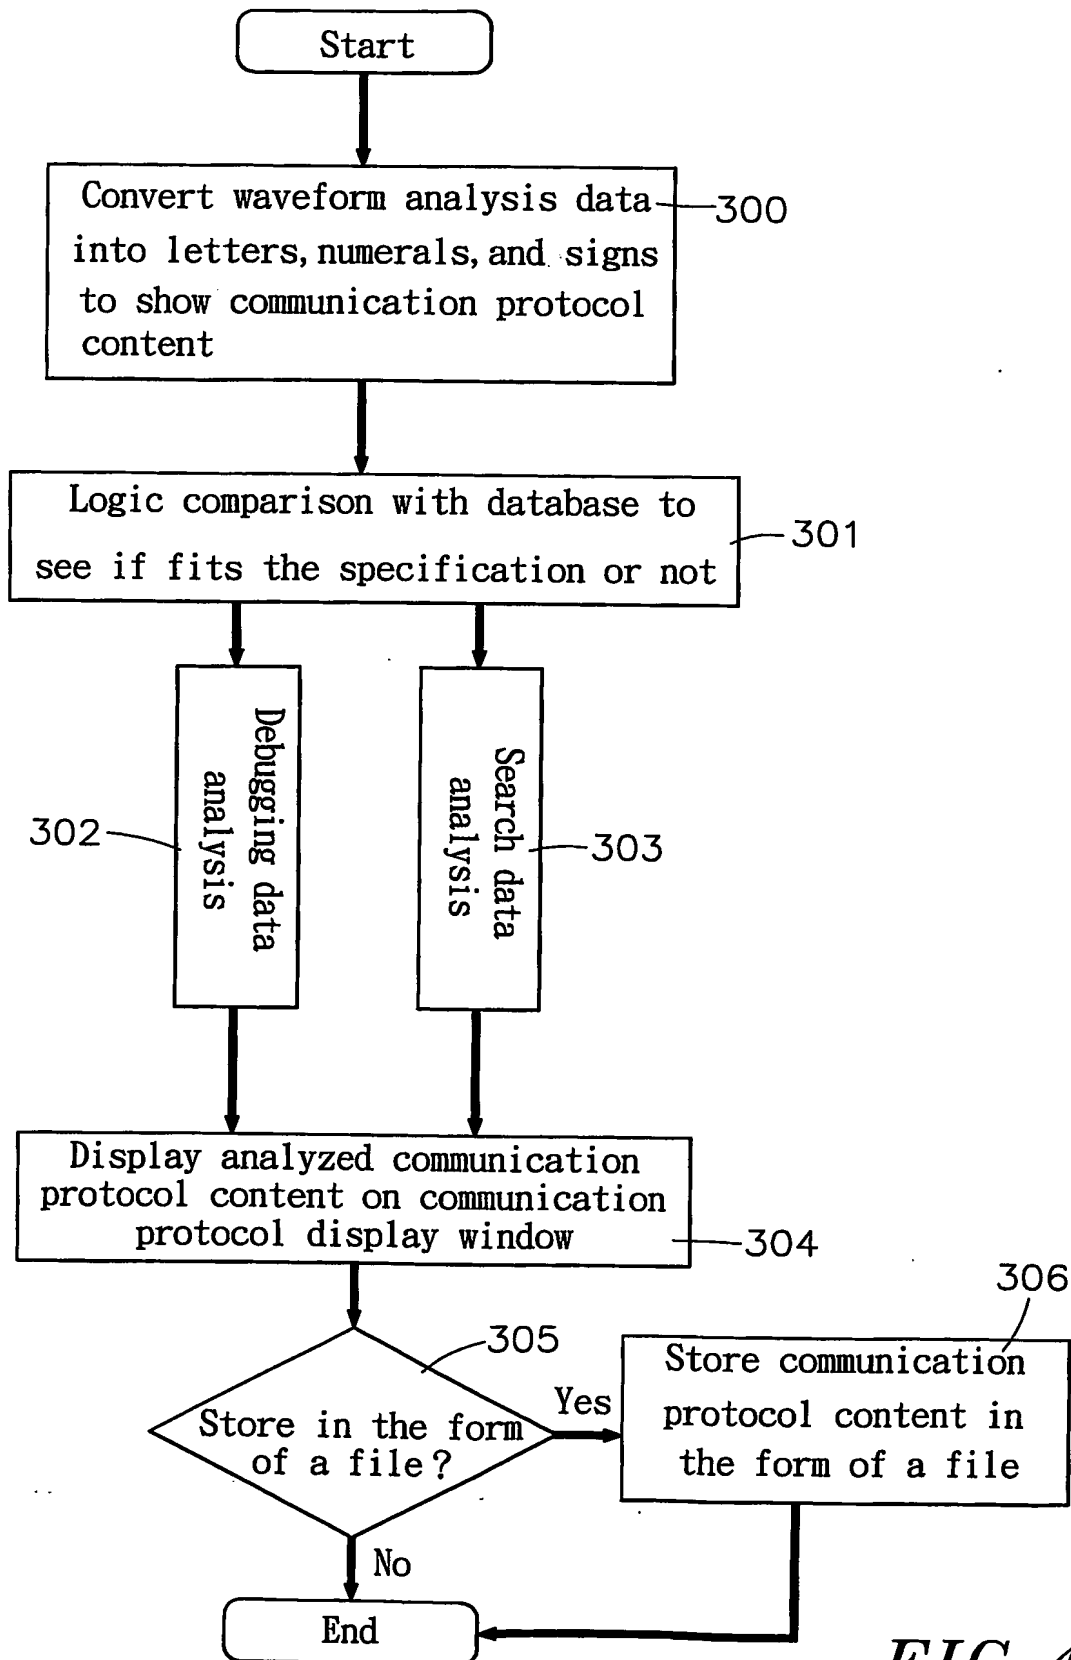 Start
Convert waveform analysis data
into letters, numerals, and signs
to show communication protocol
content
300
Logic comparison with database to
see if fits the specification or not
301
Debugging data
analysis
302
Search data
analysis
303
Display analyzed communication
protocol content on communication
protocol display window
304
305
Store in the form
of a file?
Yes
306
Store communication
protocol content in
the form of a file
No
End
FIG. 4